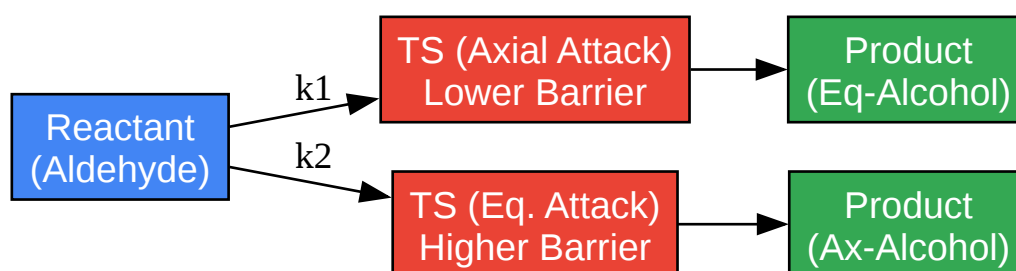 TS (Axial Attack)
Lower Barrier
Product
(Eq-Alcohol)
k1
Reactant
(Aldehyde)
k2
TS (Eq. Attack)
Higher Barrier
Product
(Ax-Alcohol)